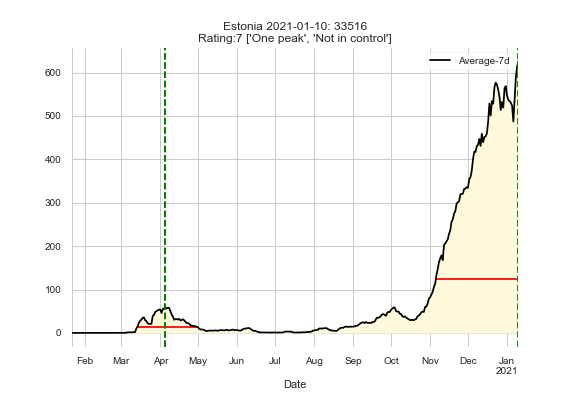 Estonia 2021-01-10: 33516
Rating:7 ['One peak', 'Not in control']
Average-7d
600
500
400
300
200
100
0
Feb Mar Apr May Jun Jul Aug Sep Oct Nov Dec Jan
2021
Date